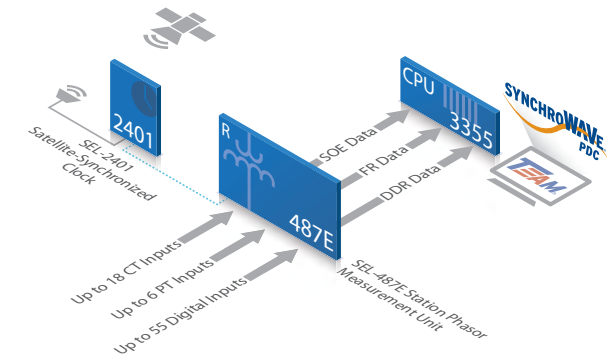 2401
SEL-2401
Satellite-Synchronized
Clock
R
487E
CPU
3355
SYNCHROWAVE
PDC
TEAM
SOE Data
FR Data
DDR Data
Up to 18 CT Inputs
Up to 6 PT Inputs
Up to 55 Digital Inputs
SEL-487E Station Phasor
Measurement Unit